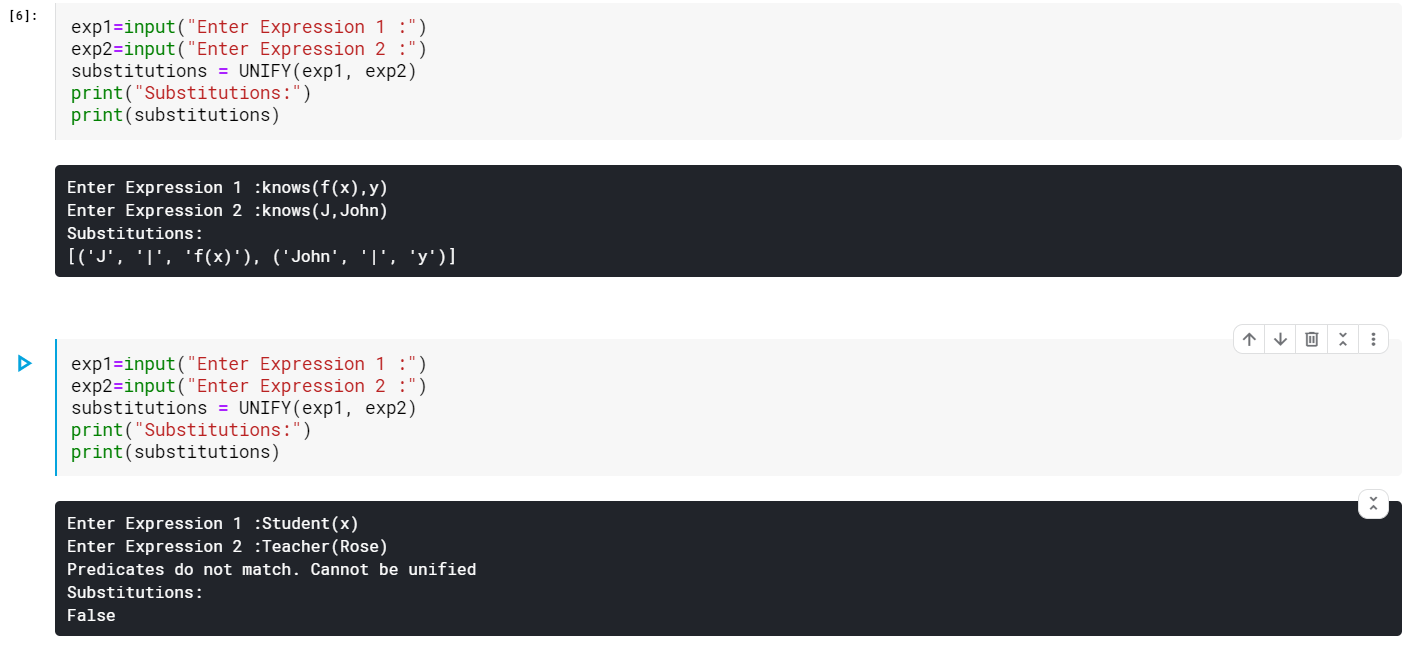 [6]:
exp1=input("Enter Expression 1 :")
exp2=input("Enter Expression 2 :")
substitutions = UNIFY(exp1, exp2)
print("Substitutions:")
print(substitutions)
Enter Expression 1 :knows(f(x),y)
Enter Expression 2 :knows(J,John)
Substitutions:
[('J', '|', 'f(x)'), ('John', '|', 'y')]
exp1=input("Enter Expression 1 :")
exp2=input("Enter Expression 2 :")
substitutions = UNIFY(exp1, exp2)
print("Substitutions:")
print(substitutions)
Enter Expression 1 :Student(x)
Enter Expression 2 :Teacher(Rose)
Predicates do not match. Cannot be unified
Substitutions:
False